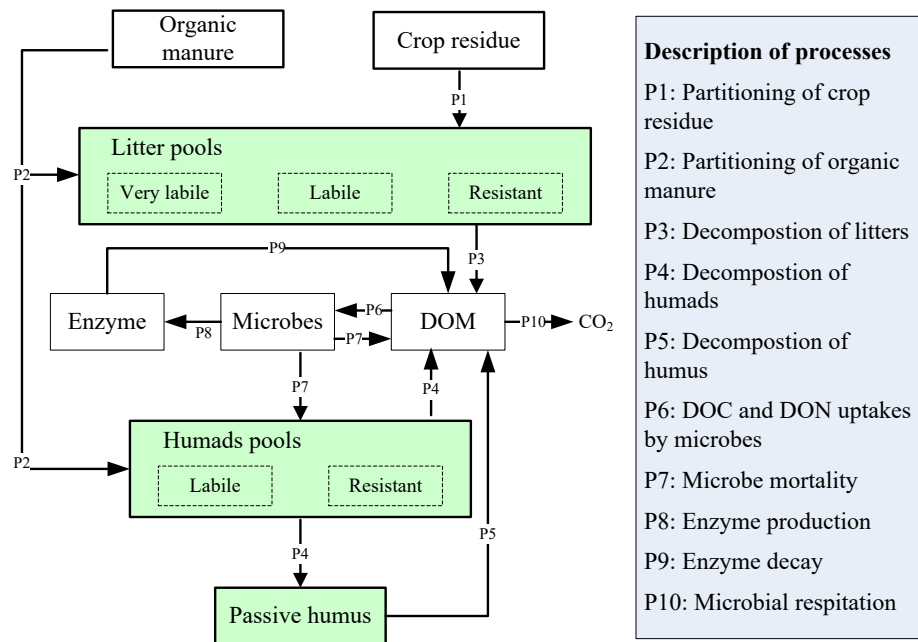 Organic
manure
Crop residue
P1
Litter pools
P2
Very labile
Labile
Resistant
P9
P3
Enzyme
P8
Microbes
P6
P7
DOM
P10
CO2
P7
P4
Humads pools
P2
Labile
Resistant
P4
P5
Passive humus
Description of processes
P1: Partitioning of crop
residue
P2: Partitioning of
organic manure
P3: Decompostion of litters
P4: Decompostion of
humads
P5: Decompostion of
humus
P6: DOC and DON uptakes
by microbes
P7: Microbe mortality
P8: Enzyme production
P9: Enzyme decay
P10: Microbial respitation